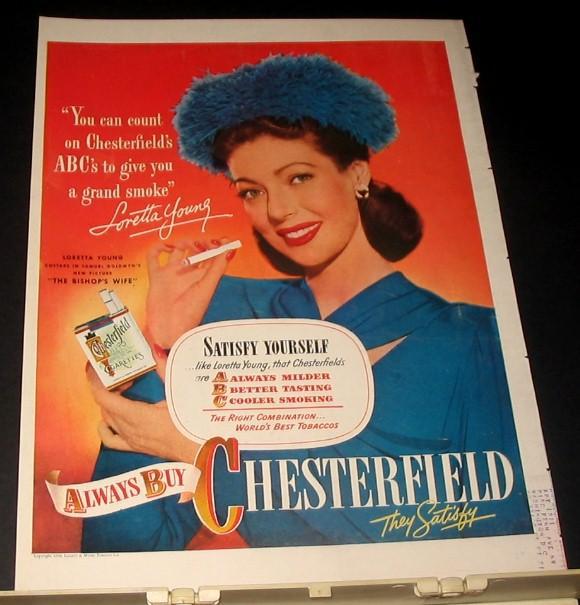 "You can count
on Chesterfield's
ABC's to give you
a grand smoke"
Loretta Young
LORETTA YOUNG
COSTARS IN SAMUEL GOLDWYN'S
NEW PICTURE
"THE BISHOP'S WIFE"
Chesterfield
CIGARETTES
SATISFY YOURSELF
...like Loretta Young, that Chesterfields
are A ALWAYS MILDER
B BETTER TASTING
C COOLER SMOKING
THE RIGHT COMBINATION...
WORLD'S BEST TOBACCOS
ALWAYS BUY CHESTERFIELD
They Satisfy